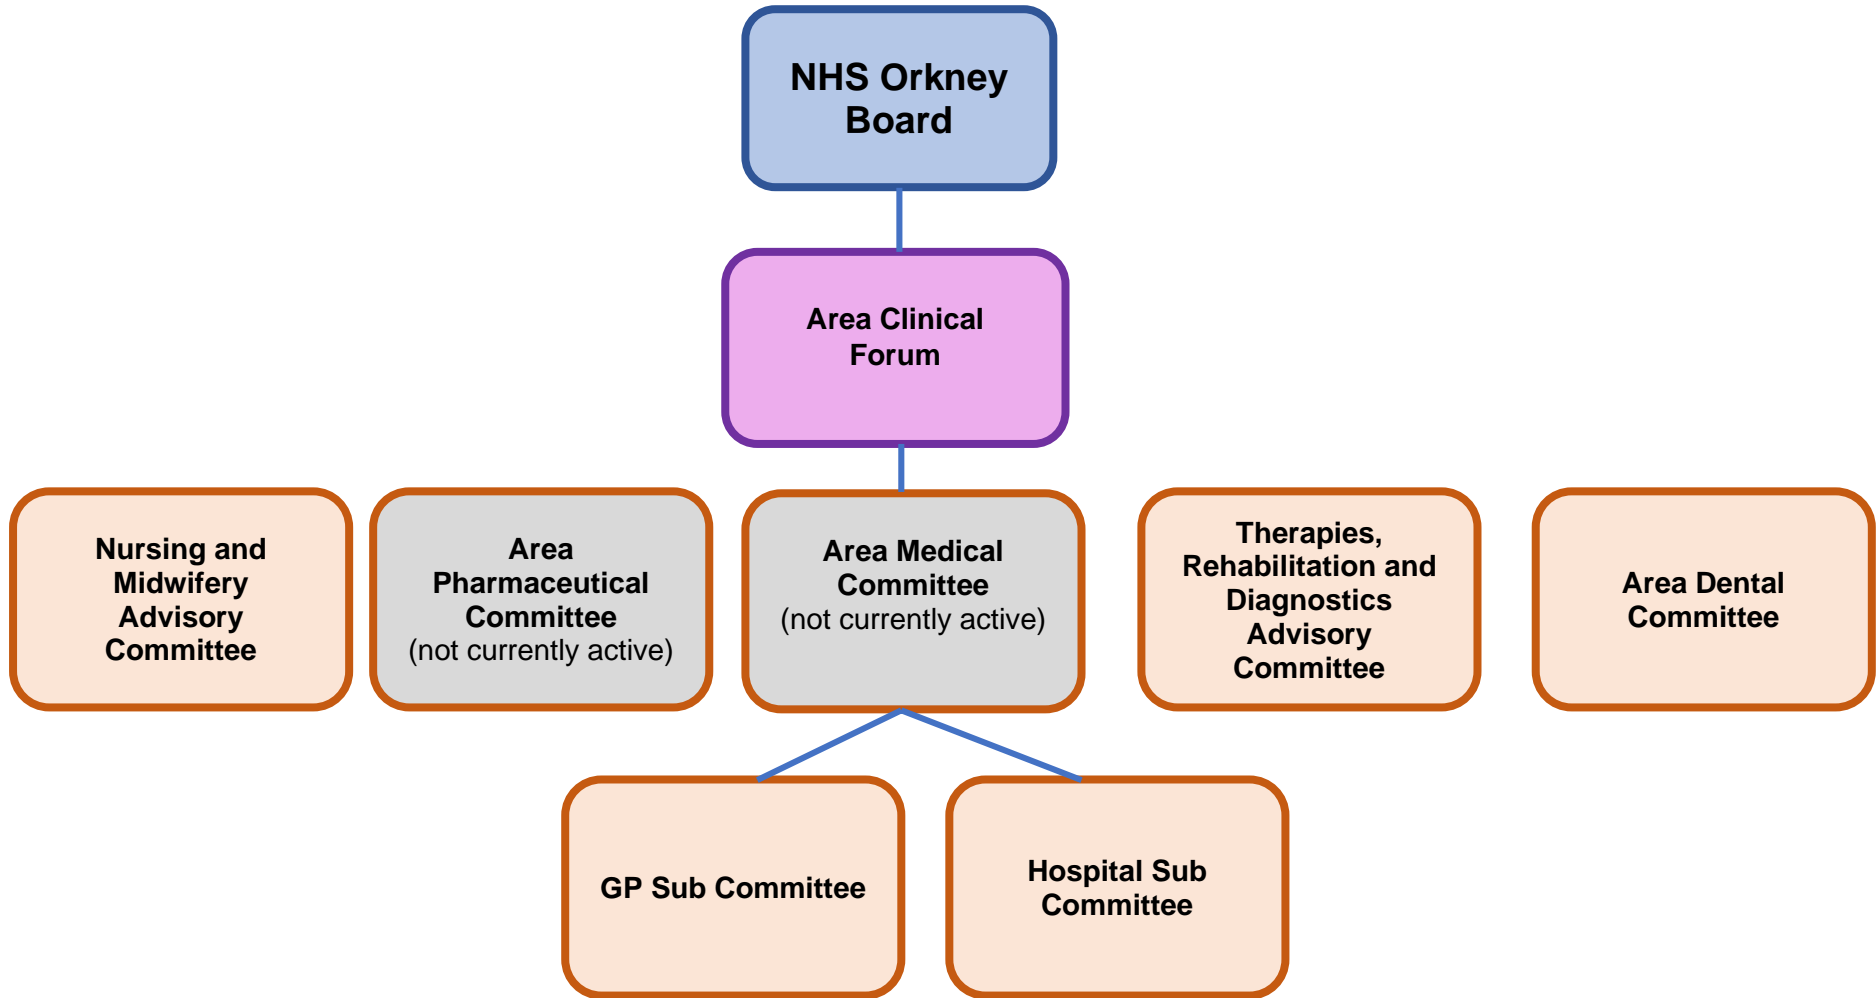 NHS Orkney
Board
Area Clinical
Forum
Nursing and
Midwifery
Advisory
Committee
Area
Pharmaceutical
Committee
(not currently active)
Area Medical
Committee
(not currently active)
Therapies,
Rehabilitation and
Diagnostics
Advisory
Committee
Area Dental
Committee
GP Sub Committee
Hospital Sub
Committee